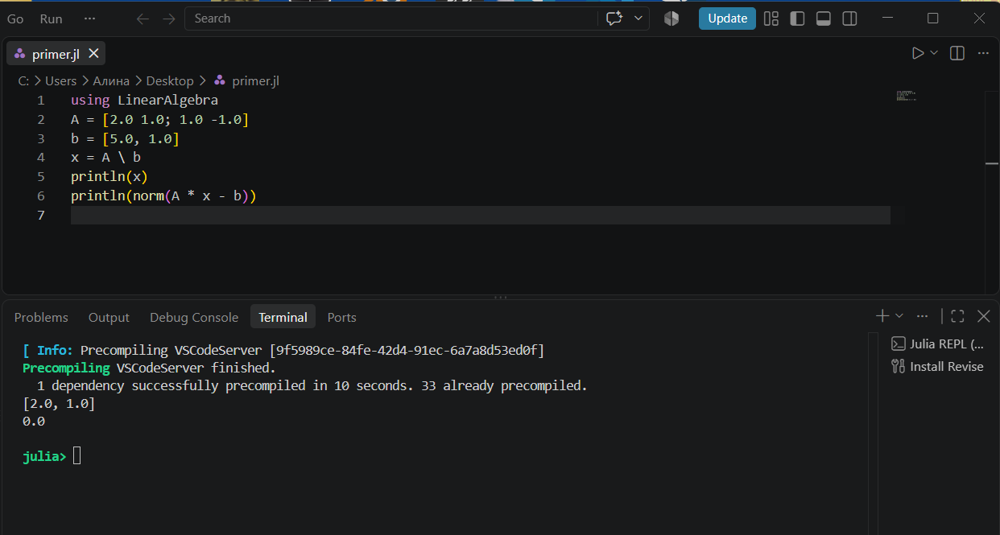 Go Run ··· Search Update
primer.jl
C: > Users > Алина > Desktop > primer.jl
1 using LinearAlgebra
2 A = [2.0 1.0; 1.0 -1.0]
3 b = [5.0, 1.0]
4 x = A \ b
5 println(x)
6 println(norm(A * x - b))
7
Problems Output Debug Console Terminal Ports
[ Info: Precompiling VSCodeServer [9f5989ce-84fe-42d4-91ec-6a7a8d53ed0f]
Precompiling VSCodeServer finished.
1 dependency successfully precompiled in 10 seconds. 33 already precompiled.
[2.0, 1.0]
0.0
julia>
Julia REPL (...
Install Revise